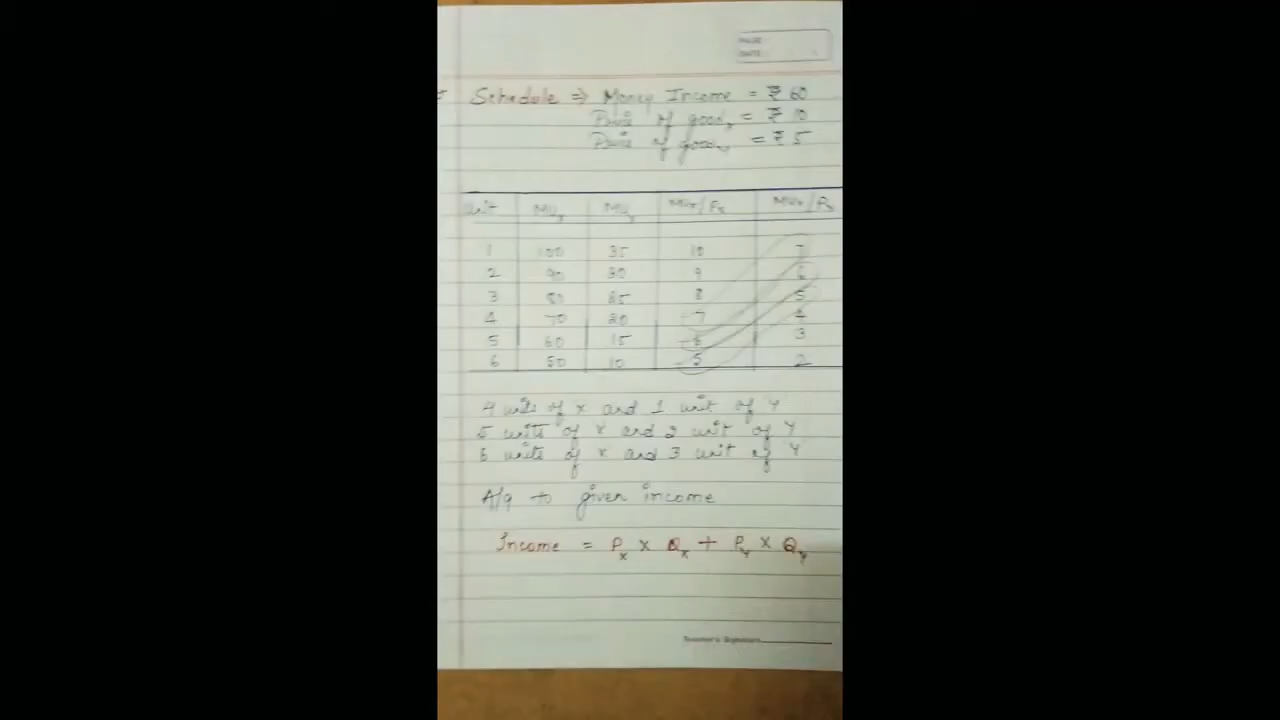 PAGE:
DATE:
Schedule ⇒ Money Income = ₹ 60
Price of good x = ₹ 10
Price of good y = ₹ 5
Unit MUx MUy MUx/Px
1 100 35 10 7
2 90 30 9 6
3 80 25 8 5
4 70 20 7 4
5 60 15 6 3
6 50 10 5 2
4 units of x and 1 unit of 'y'
5 units of x and 2 unit of y
6 units of x and 3 unit of 'y'
A/q to given income
Income = Px × Qx + Py × Qy
Teacher's Signature